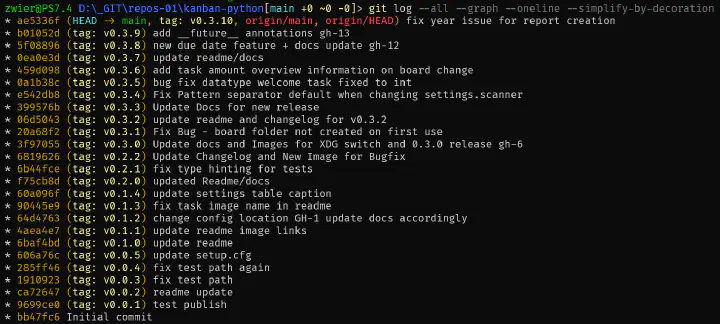 zwier@PS7.4 D:\_GIT\repos-01\kanban-python[main +0 ~0 -0]> git log --all --graph --oneline --simplify-by-decoration
* ae5336f (HEAD -> main, tag: v0.3.10, origin/main, origin/HEAD) fix year issue for report creation
* b01052d (tag: v0.3.9) add __future__ annotations gh-13
* 5f08896 (tag: v0.3.8) new due date feature + docs update gh-12
* 0ea0e3d (tag: v0.3.7) update readme/docs
* 459d098 (tag: v0.3.6) add task amount overview information on board change
* 0a1b38c (tag: v0.3.5) bug fix datatype welcome task fixed to int
* e542db8 (tag: v0.3.4) Fix Pattern separator default when changing settings.scanner
* 399576b (tag: v0.3.3) Update Docs for new release
* 06d5043 (tag: v0.3.2) update readme and changelog for v0.3.2
* 20a68f2 (tag: v0.3.1) Fix Bug - board folder not created on first use
* 3f97055 (tag: v0.3.0) Update docs and Images for XDG switch and 0.3.0 release gh-6
* 6819626 (tag: v0.2.2) Update Changelog and New Image for Bugfix
* 6b44fce (tag: v0.2.1) fix type hinting for tests
* f75cb8d (tag: v0.2.0) updated Readme/docs
* 60a096f (tag: v0.1.4) update settings table caption
* 90445e9 (tag: v0.1.3) fix task image name in readme
* 64d4763 (tag: v0.1.2) change config location GH-1 update docs accordingly
* 4aea4e7 (tag: v0.1.1) update readme image links
* 6baf4bd (tag: v0.1.0) update readme
* 606a76c (tag: v0.0.5) update setup.cfg
* 285ff46 (tag: v0.0.4) fix test path again
* 1910923 (tag: v0.0.3) fix test path
* ca72647 (tag: v0.0.2) readme update
* 9699ce0 (tag: v0.0.1) test publish
* bb47fc6 Initial commit